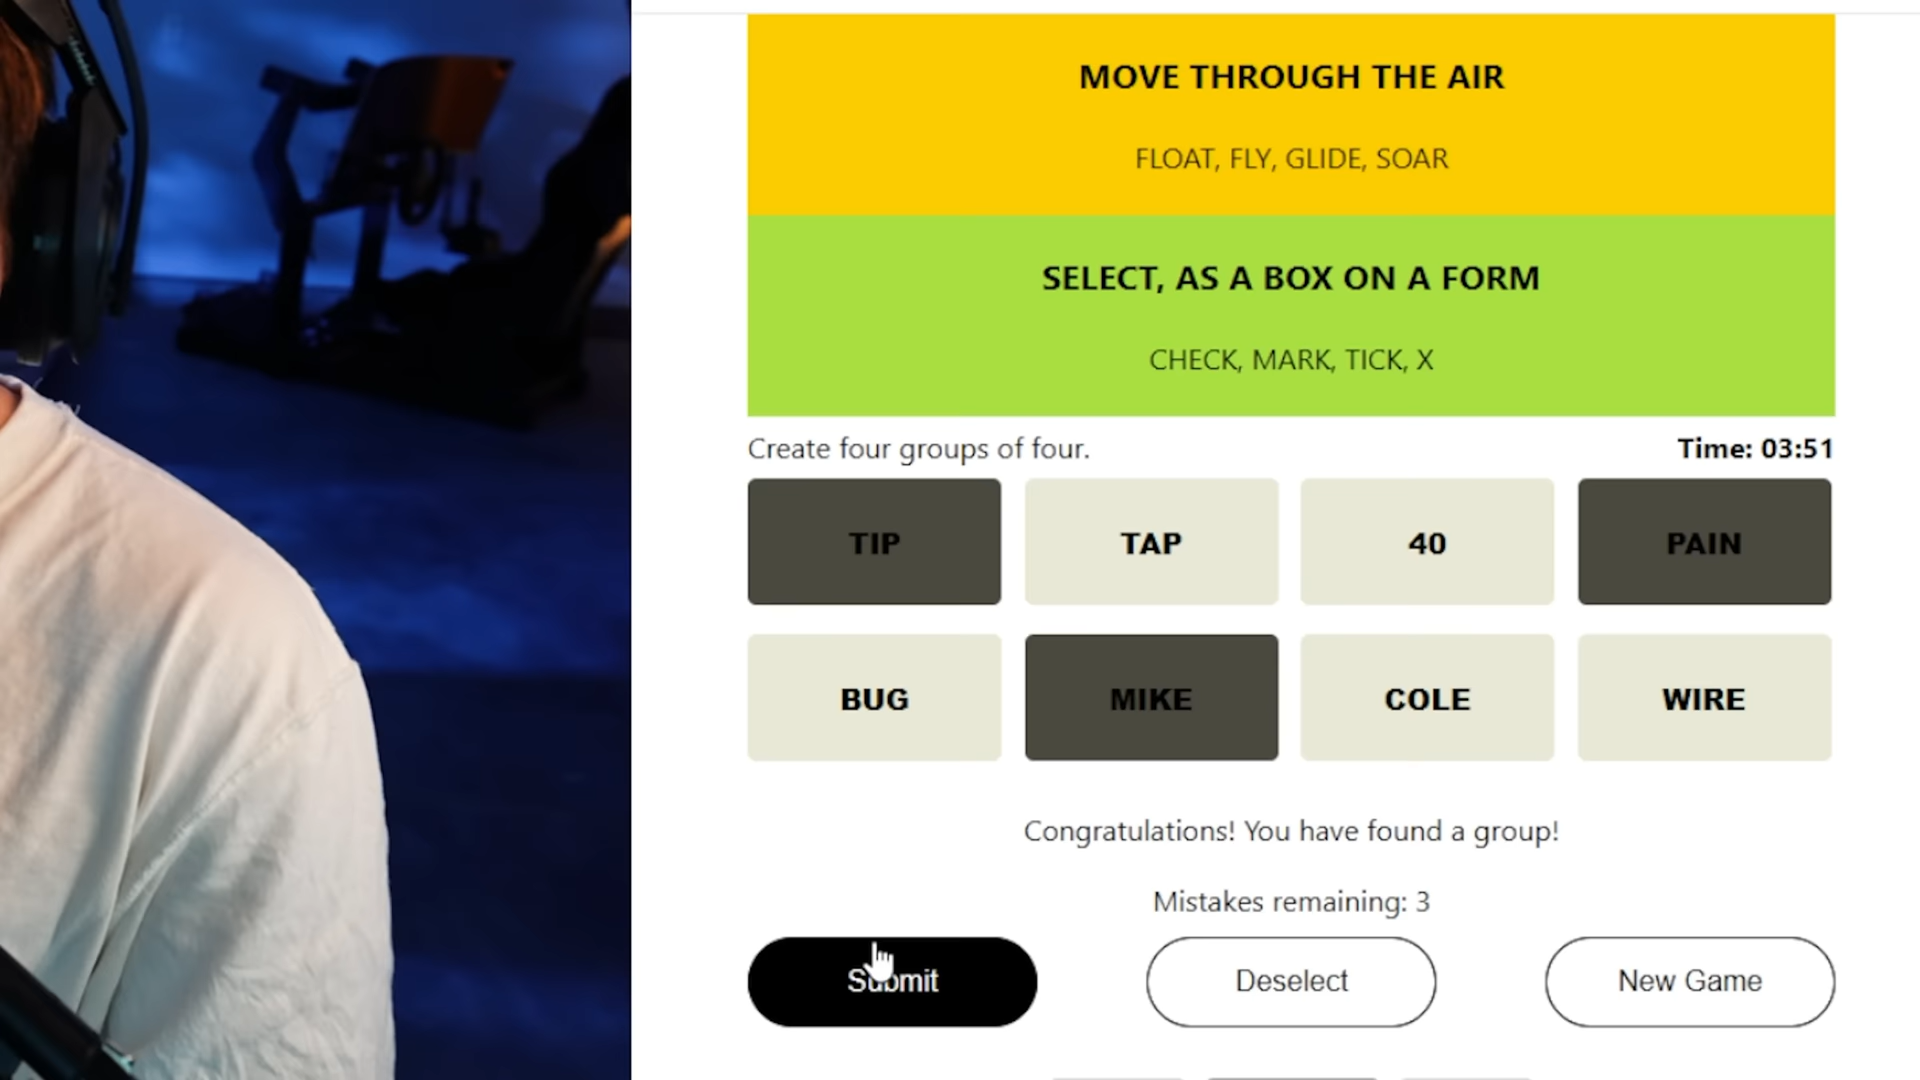 MOVE THROUGH THE AIR
FLOAT, FLY, GLIDE, SOAR
SELECT, AS A BOX ON A FORM
CHECK, MARK, TICK, X
Create four groups of four.
Time: 03:51
TIP
TAP
40
PAIN
BUG
MIKE
COLE
WIRE
Congratulations! You have found a group!
Mistakes remaining: 3
Submit
Deselect
New Game